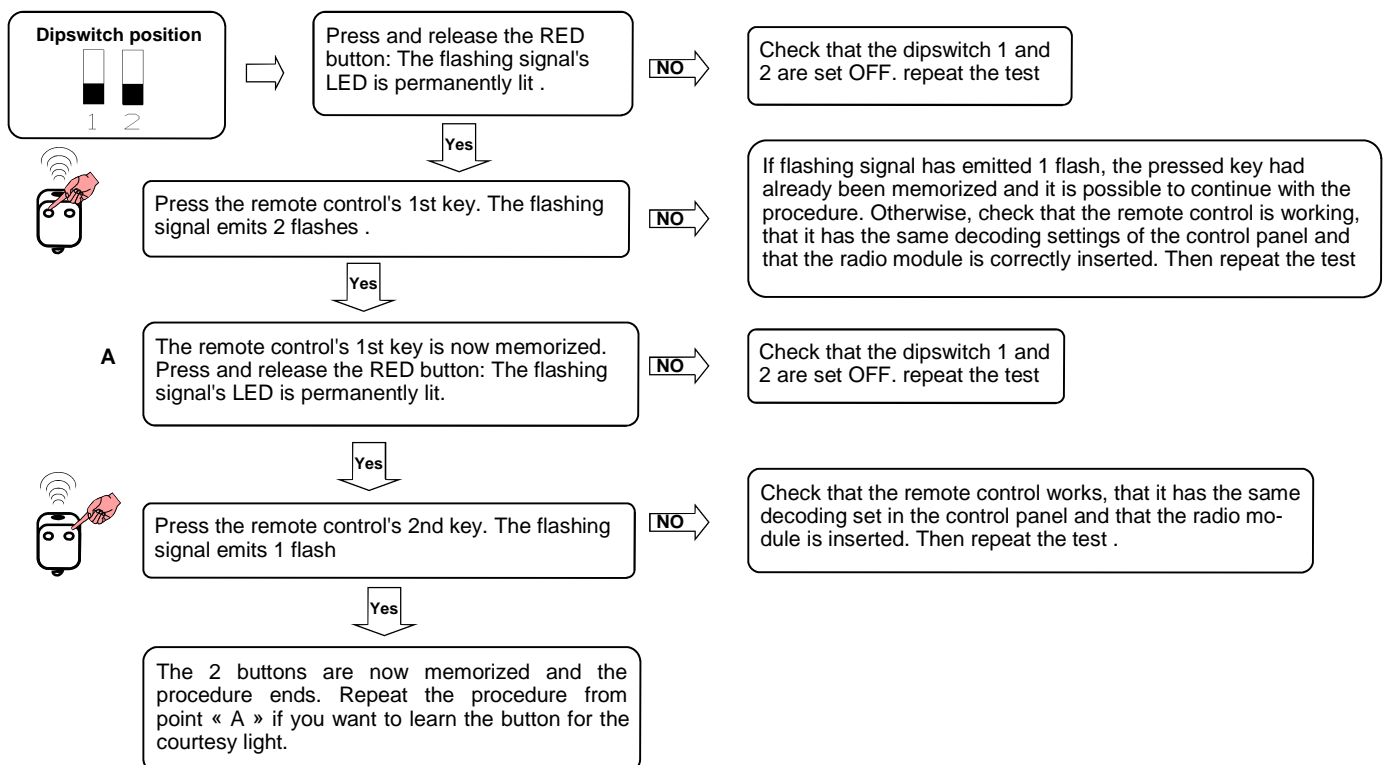 Dipswitch position
1 2
Press and release the RED
button: The flashing signal's
LED is permanently lit .
NO
Check that the dipswitch 1 and
2 are set OFF. repeat the test
Yes
Press the remote control's 1st key. The flashing
signal emits 2 flashes .
NO
If flashing signal has emitted 1 flash, the pressed key had
already been memorized and it is possible to continue with the
procedure. Otherwise, check that the remote control is working,
that it has the same decoding settings of the control panel and
that the radio module is correctly inserted. Then repeat the test
Yes
A
The remote control's 1st key is now memorized.
Press and release the RED button: The flashing
signal's LED is permanently lit.
NO
Check that the dipswitch 1 and
2 are set OFF. repeat the test
Yes
Press the remote control's 2nd key. The flashing
signal emits 1 flash
NO
Check that the remote control works, that it has the same
decoding set in the control panel and that the radio mo-
dule is inserted. Then repeat the test .
Yes
The 2 buttons are now memorized and the
procedure ends. Repeat the procedure from
point « A » if you want to learn the button for the
courtesy light.